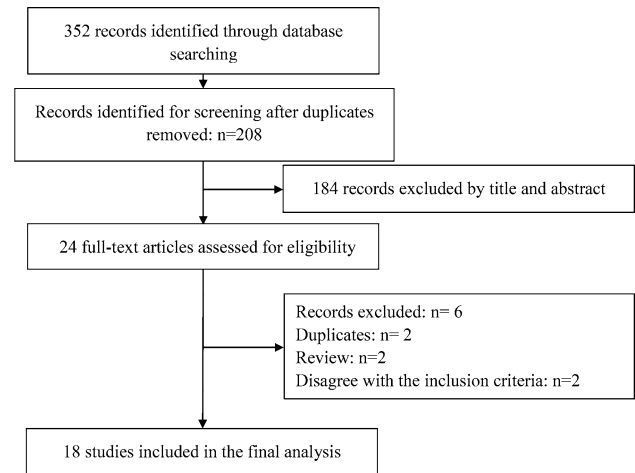 352 records identified through database
searching
Records identified for screening after duplicates
removed: n=208
184 records excluded by title and abstract
24 full-text articles assessed for eligibility
Records excluded: n= 6
Duplicates: n= 2
Review: n=2
Disagree with the inclusion criteria: n=2
18 studies included in the final analysis